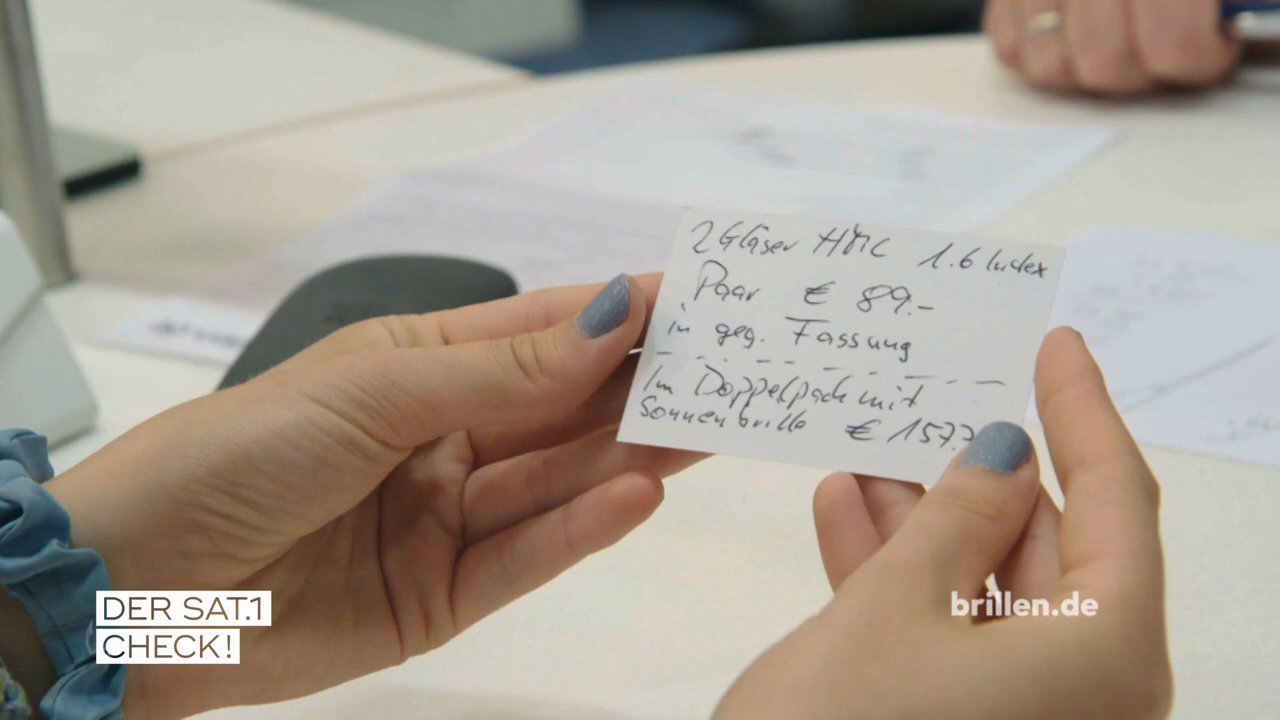 2 Gläser HMC 1.6 Index
Paar € 89.-
in geg. Fassung
Im Doppelpack mit
Sonnenbrille € 157.
DER SAT.1
CHECK!
brillen.de